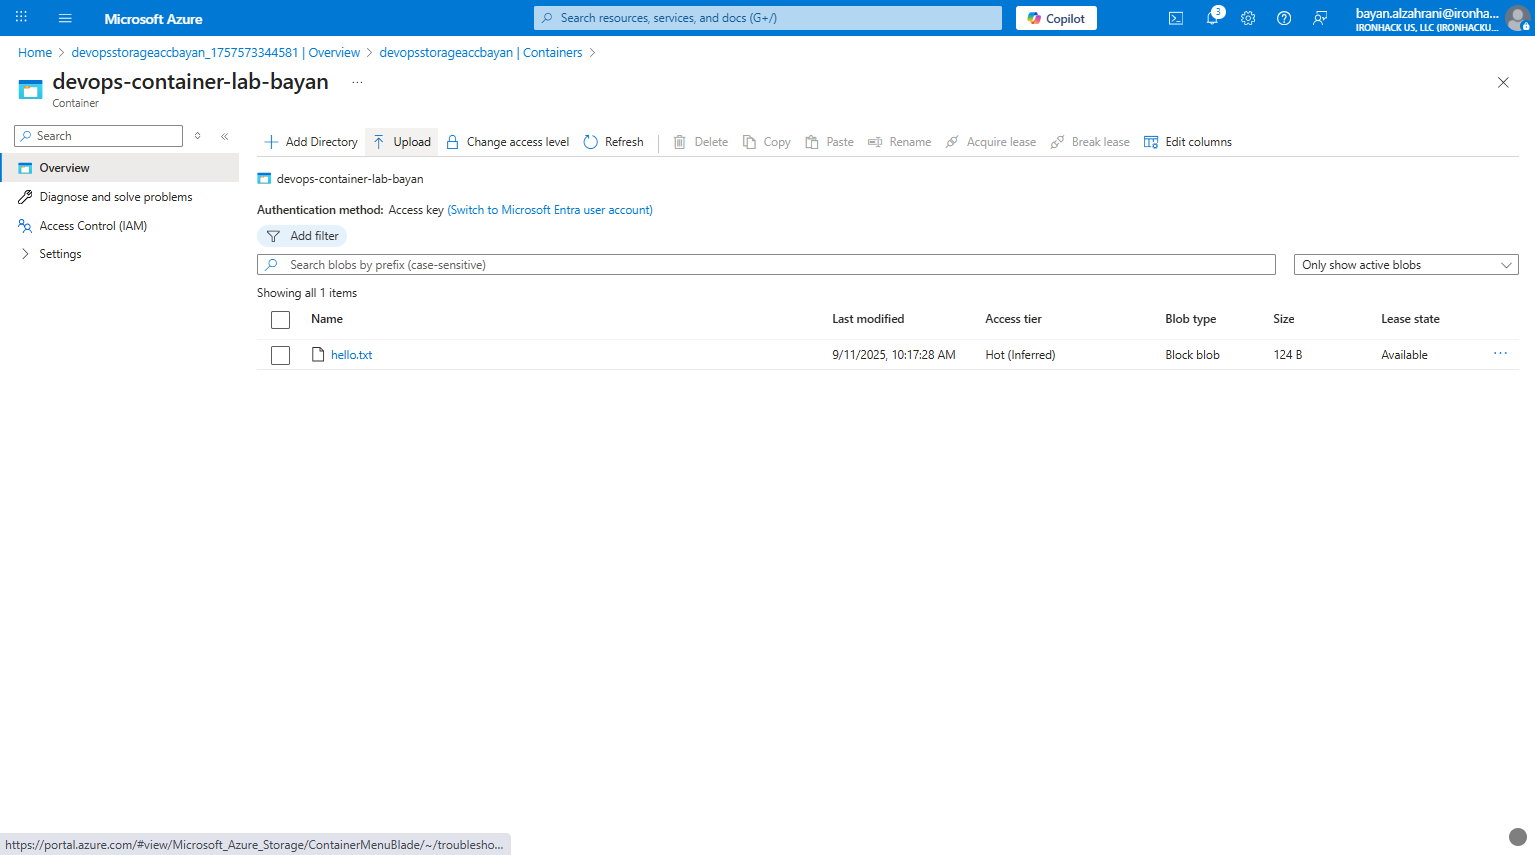 Microsoft Azure
Search resources, services, and docs (G+/)
Copilot
3
bayan.alzahrani@ironha...
IRONHACK US, LLC (IRONHACKU...
Home > devopsstorageaccbayan_1757573344581 | Overview > devopsstorageaccbayan | Containers >
devops-container-lab-bayan ...
Container
Search
Overview
Diagnose and solve problems
Access Control (IAM)
Settings
Add Directory Upload Change access level Refresh Delete Copy Paste Rename Acquire lease Break lease Edit columns
devops-container-lab-bayan
Authentication method: Access key (Switch to Microsoft Entra user account)
Add filter
Search blobs by prefix (case-sensitive)
Only show active blobs
Showing all 1 items
Name Last modified Access tier Blob type Size Lease state
hello.txt 9/11/2025, 10:17:28 AM Hot (Inferred) Block blob 124 B Available ...
https://portal.azure.com/#view/Microsoft_Azure_Storage/ContainerMenuBlade/~/troublesho...